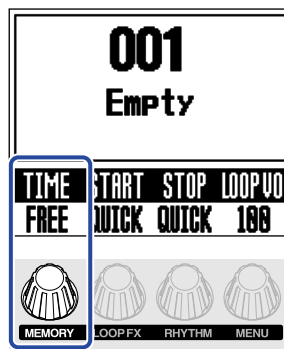 001
Empty
TIME START STOP LOOP VO
FREE QUICK QUICK 100
MEMORY LOOP FX RHYTHM MENU